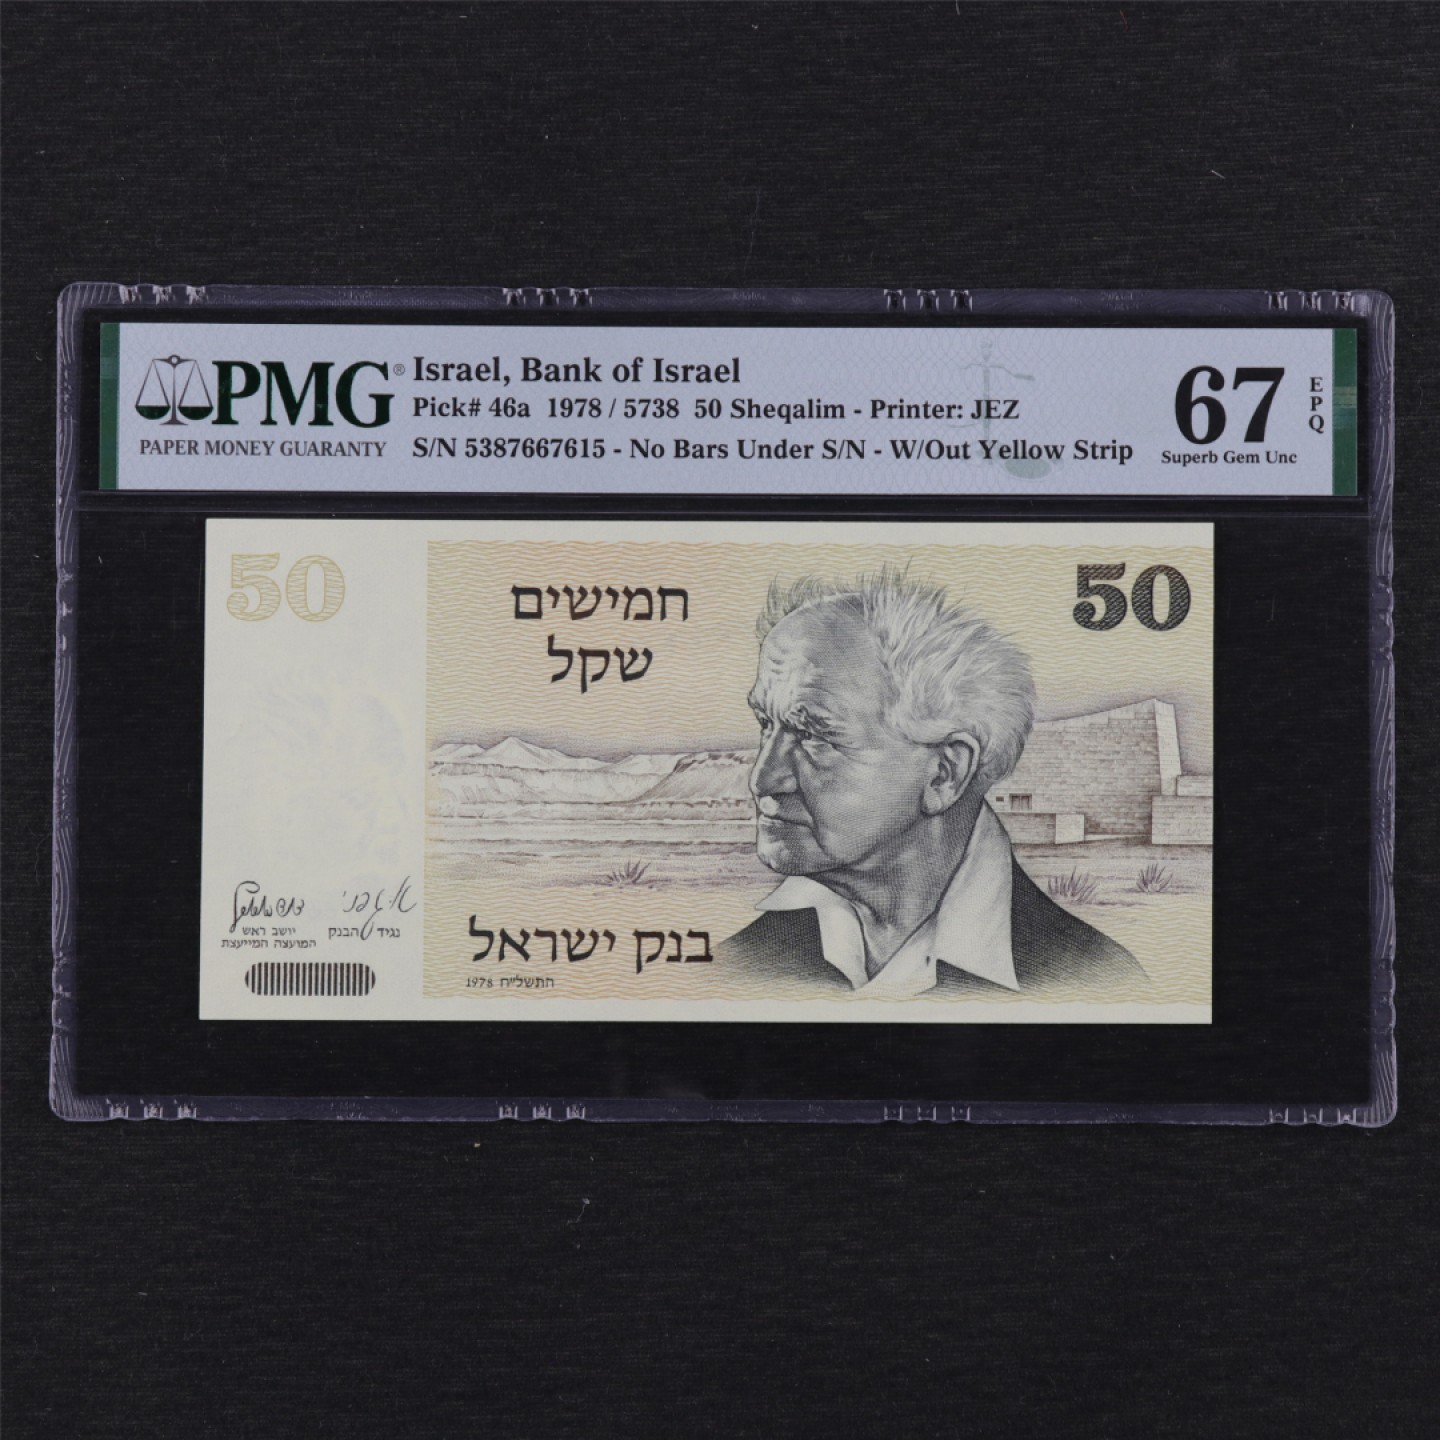 PMG®
PAPER MONEY GUARANTY
Israel, Bank of Israel
Pick# 46a 1978 / 5738 50 Sheqalim - Printer: JEZ
S/N 5387667615 - No Bars Under S/N - W/Out Yellow Strip
67
EPQ
Superb Gem Unc
50
50
חמישים
שקל
יושב ראש
המועצה המייעצת
נגיד הבנק
בנק ישראל
1978 התשל״ח